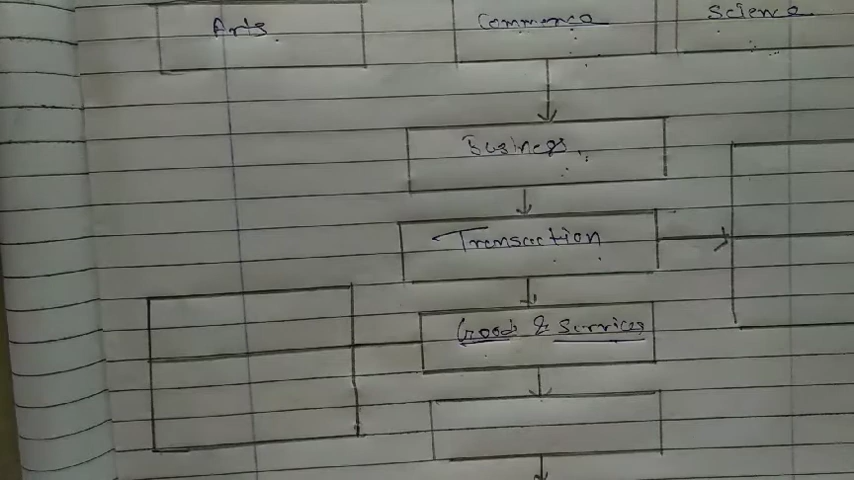 Arts
Commerce
Science
Business
Transaction
Goods & Services